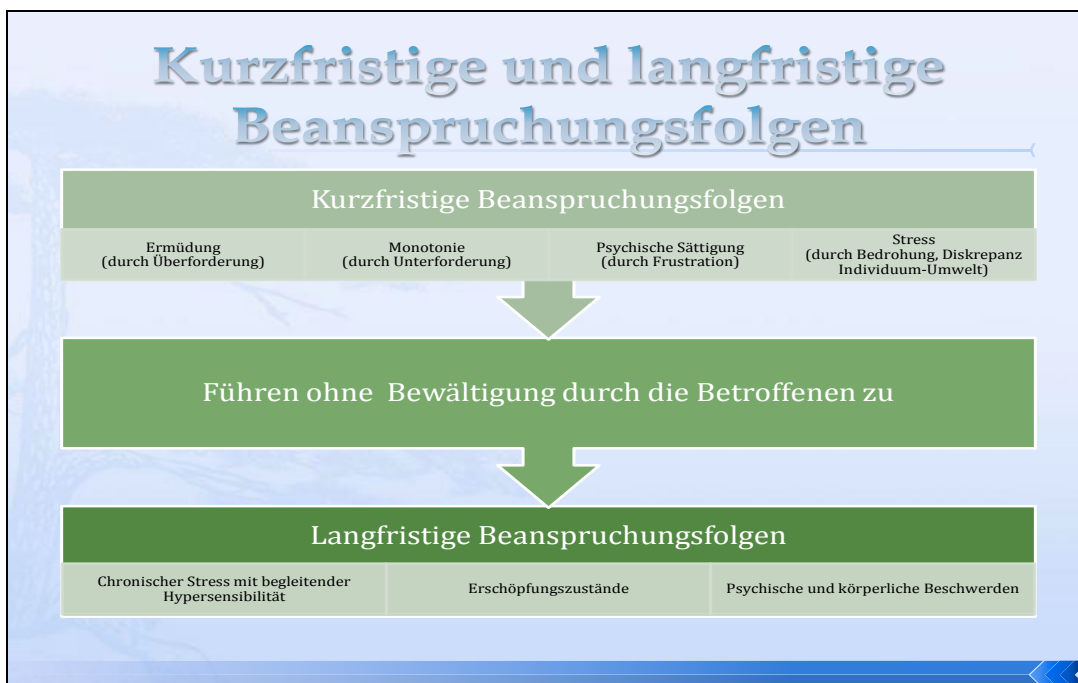 Kurzfristige und langfristige
Beanspruchungsfolgen
Kurzfristige Beanspruchungsfolgen
Ermüdung
(durch Überforderung)
Monotonie
(durch Unterforderung)
Psychische Sättigung
(durch Frustration)
Stress
(durch Bedrohung, Diskrepanz
Individuum-Umwelt)
Führen ohne Bewältigung durch die Betroffenen zu
Langfristige Beanspruchungsfolgen
Chronischer Stress mit begleitender
Hypersensibilität
Erschöpfungszustände
Psychische und körperliche Beschwerden